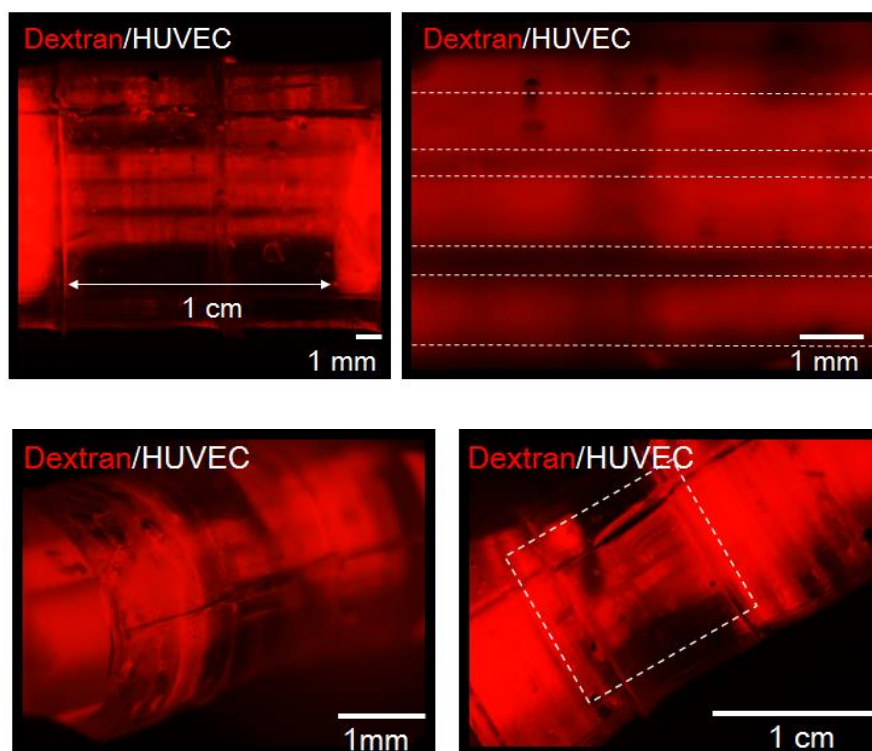 Dextran/HUVEC
1 cm
1 mm
Dextran/HUVEC
1 mm
Dextran/HUVEC
1mm
Dextran/HUVEC
1 cm